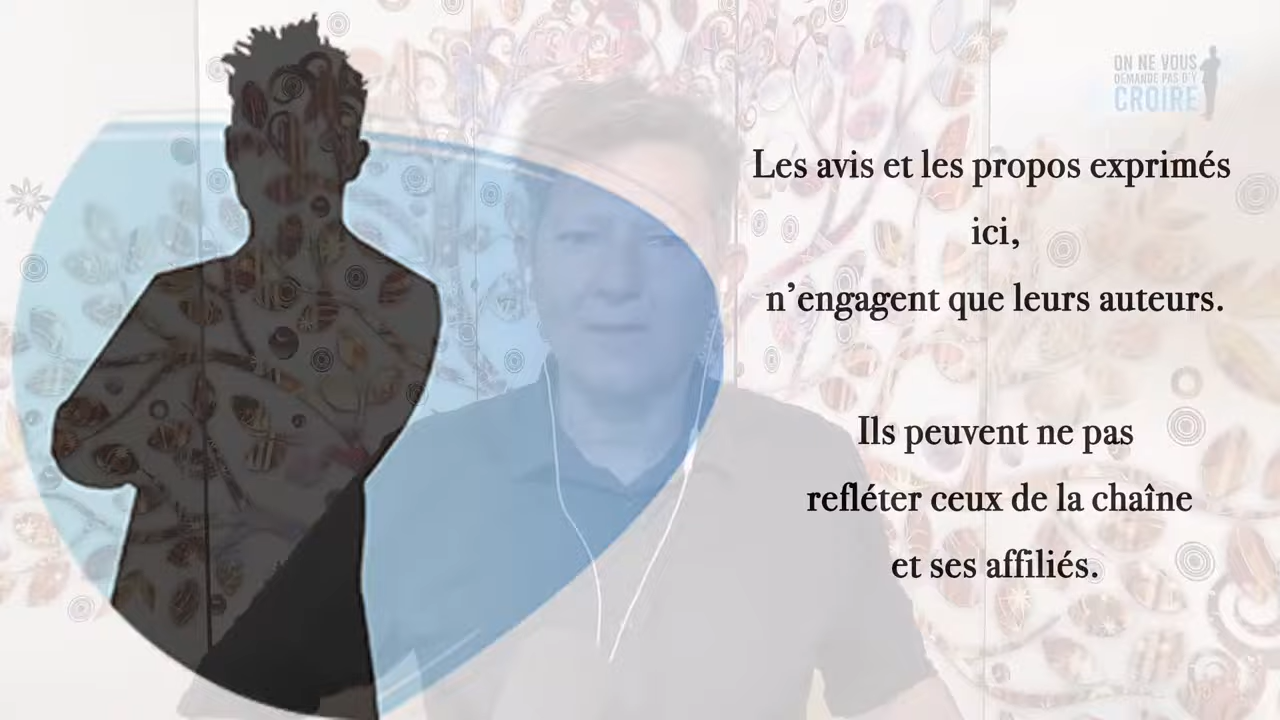 ON NE VOUS
DEMANDE PAS D'Y
CROIRE
Les avis et les propos exprimés
ici,
n’engagent que leurs auteurs.
Ils peuvent ne pas
refléter ceux de la chaîne
et ses affiliés.